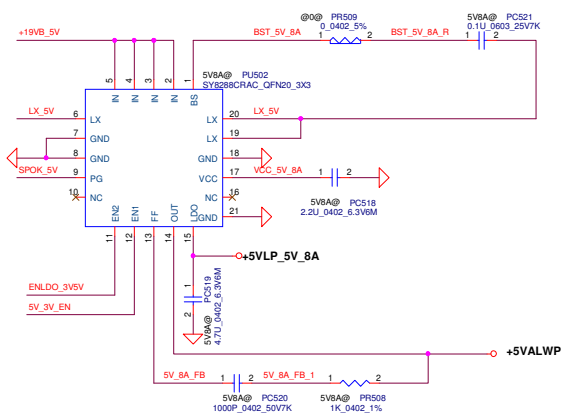 @0@ PR509
0_0402_5%
5V8A@ PC521
0.1U_0603_25V7K
+19VB_5V
BST_5V_8A
1 2
BST_5V_8A_R
1 2
5V8A@ PU502
SY8288CRAC_QFN20_3X3
5 4 3 2 1
IN IN IN IN BS
LX_5V 6 LX
LX 20 LX_5V
7 GND
LX 19
8 GND
GND 18
SPOK_5V 9 PG
VCC 17 VCC_5V_8A 1 2
10 NC
NC 16
GND 21
5V8A@ PC518
2.2U_0402_6.3V6M
EN2 EN1 FF OUT LDO
11 12 13 14 15
+5VLP_5V_8A
ENLDO_3V5V
5V_3V_EN
1 2
5V8A@ PC519
4.7U_0402_6.3V6M
+5VALWP
5V_8A_FB 1 2 5V_8A_FB_1 1 2
5V8A@ PC520
1000P_0402_50V7K
5V8A@ PR508
1K_0402_1%